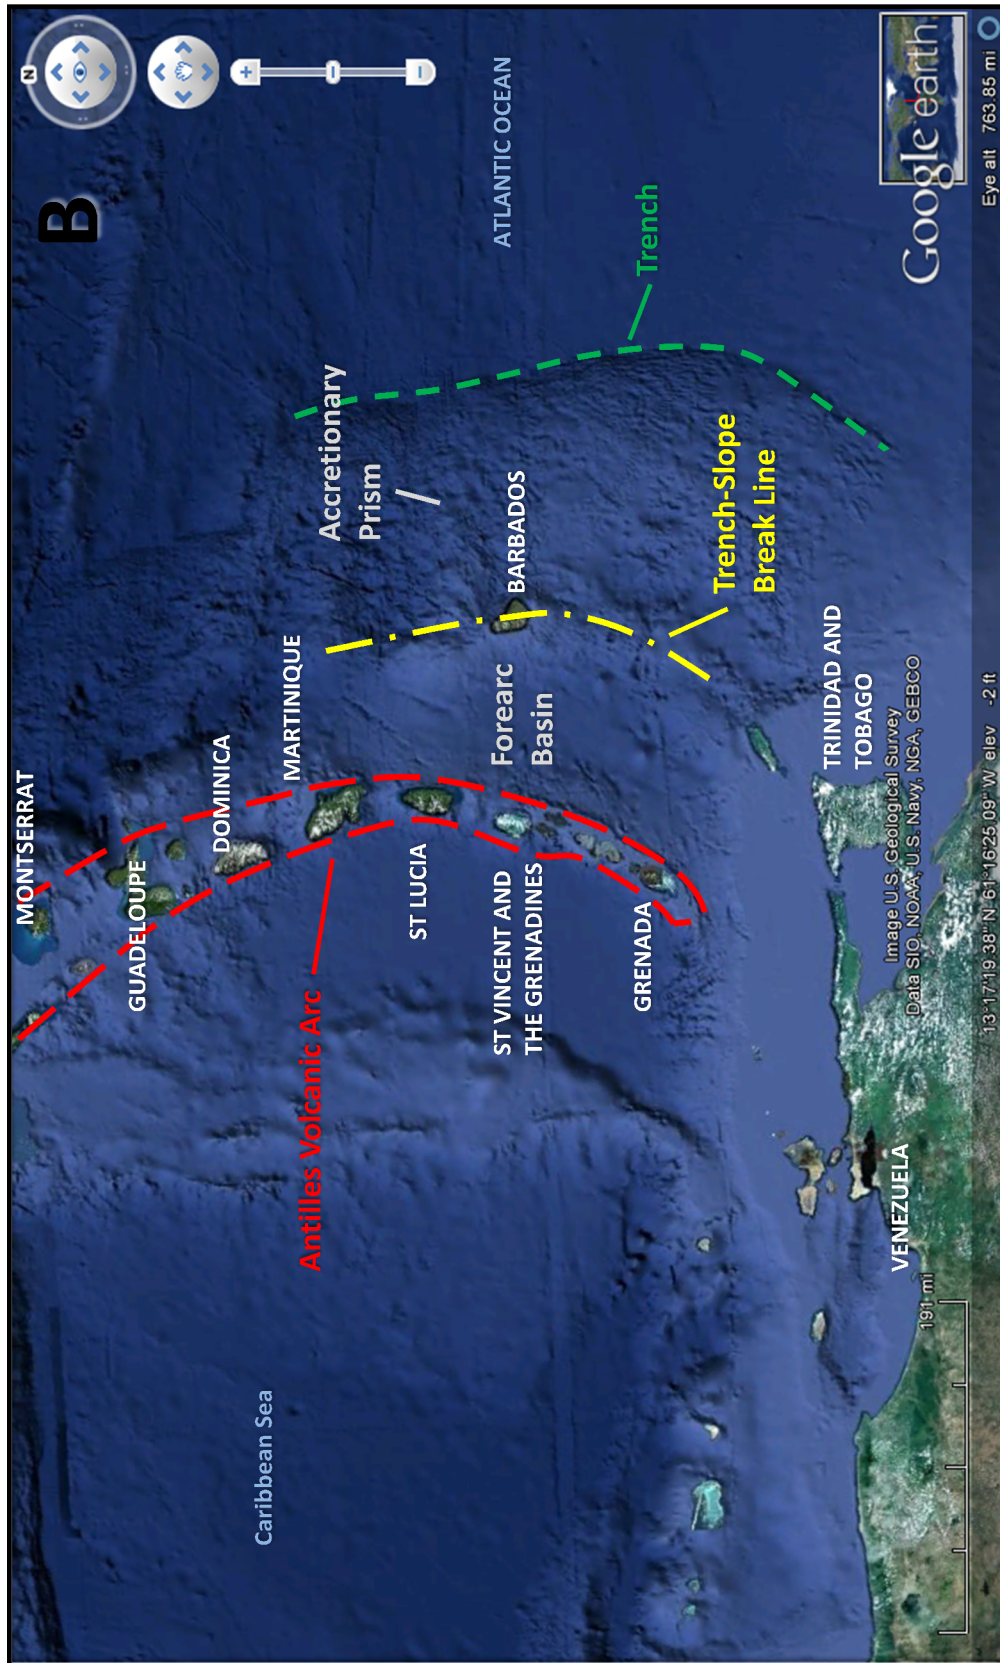 B
N
MONTSERRAT
GUADELOUPE
DOMINICA
MARTINIQUE
Accretionary
Prism
Antilles Volcanic Arc
Caribbean Sea
ST LUCIA
ST VINCENT AND
THE GRENADINES
Forearc
Basin
BARBADOS
ATLANTIC OCEAN
Trench
GRENADA
Trench-Slope
Break Line
TRINIDAD AND
TOBAGO
VENEZUELA
191 mi
Image U.S. Geological Survey
Data SIO, NOAA, U.S. Navy, NGA, GEBCO
Google earth
13°17'19.38" N 61°16'25.09" W elev -2 ft
Eye alt 763.85 mi